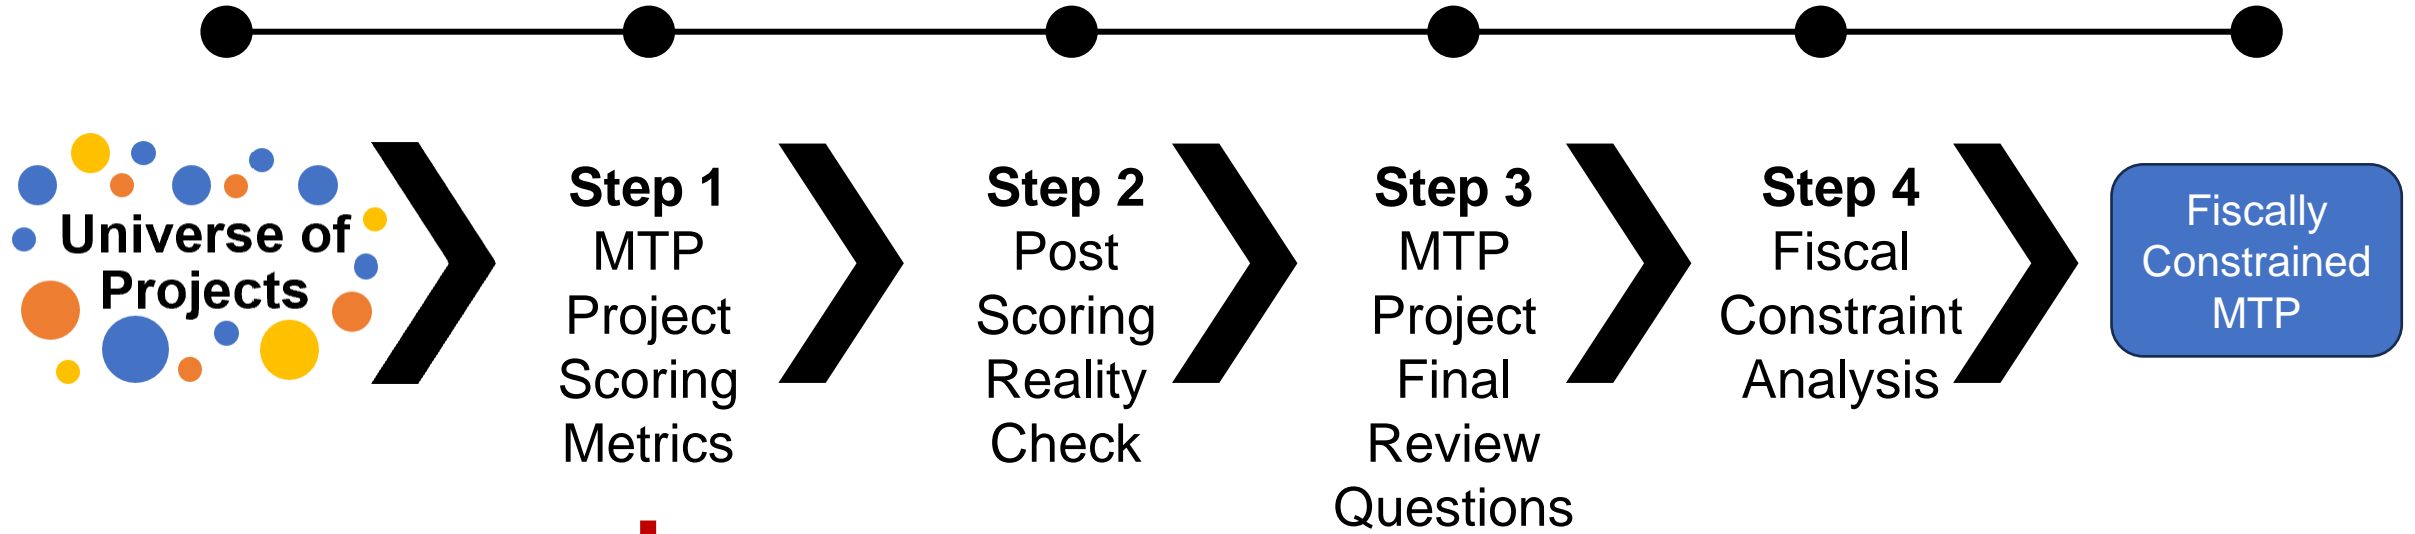 Universe of
Projects
Step 1
MTP
Project
Scoring
Metrics
Step 2
Post
Scoring
Reality
Check
Step 3
MTP
Project
Final
Review
Questions
Step 4
Fiscal
Constraint
Analysis
Fiscally
Constrained
MTP